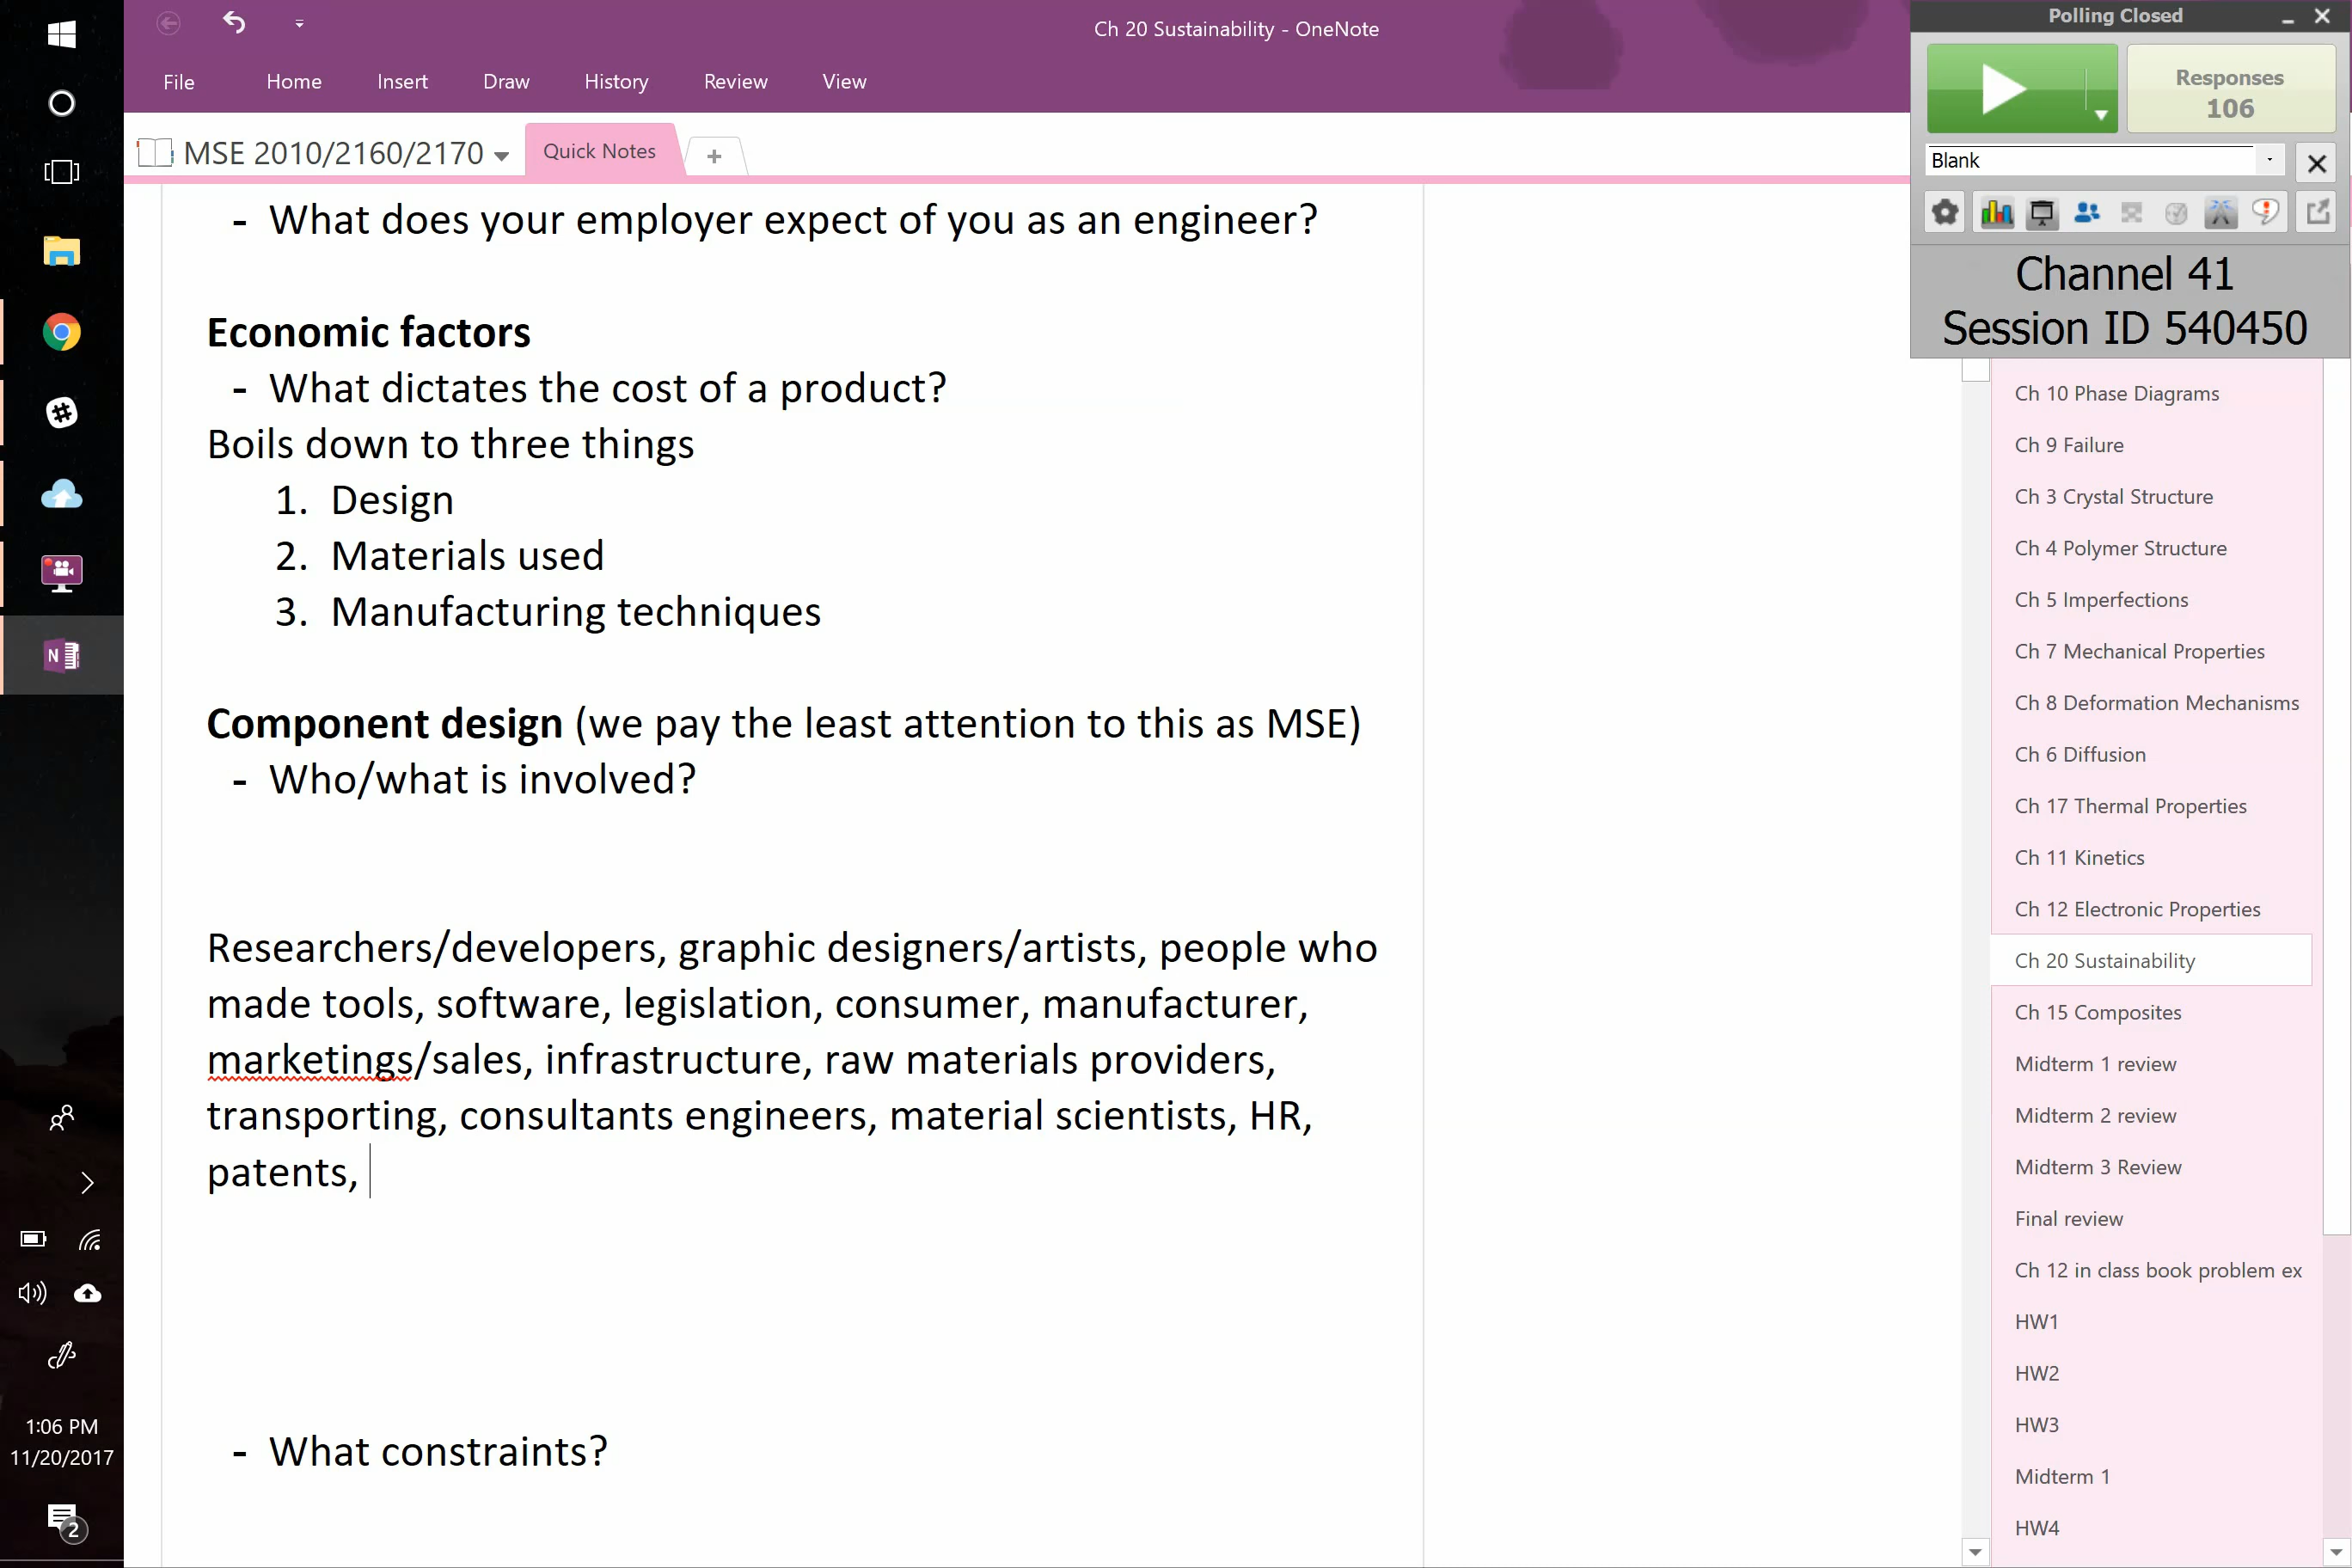 Ch 20 Sustainability - OneNote
File Home Insert Draw History Review View
MSE 2010/2160/2170
Quick Notes
- What does your employer expect of you as an engineer?
Economic factors
- What dictates the cost of a product?
Boils down to three things
1. Design
2. Materials used
3. Manufacturing techniques
Component design (we pay the least attention to this as MSE)
- Who/what is involved?
Researchers/developers, graphic designers/artists, people who
made tools, software, legislation, consumer, manufacturer,
marketings/sales, infrastructure, raw materials providers,
transporting, consultants engineers, material scientists, HR,
patents,
- What constraints?
Polling Closed
Responses
106
Blank
Channel 41
Session ID 540450
Ch 10 Phase Diagrams
Ch 9 Failure
Ch 3 Crystal Structure
Ch 4 Polymer Structure
Ch 5 Imperfections
Ch 7 Mechanical Properties
Ch 8 Deformation Mechanisms
Ch 6 Diffusion
Ch 17 Thermal Properties
Ch 11 Kinetics
Ch 12 Electronic Properties
Ch 20 Sustainability
Ch 15 Composites
Midterm 1 review
Midterm 2 review
Midterm 3 Review
Final review
Ch 12 in class book problem ex
HW1
HW2
HW3
Midterm 1
HW4
N
1:06 PM
11/20/2017
2